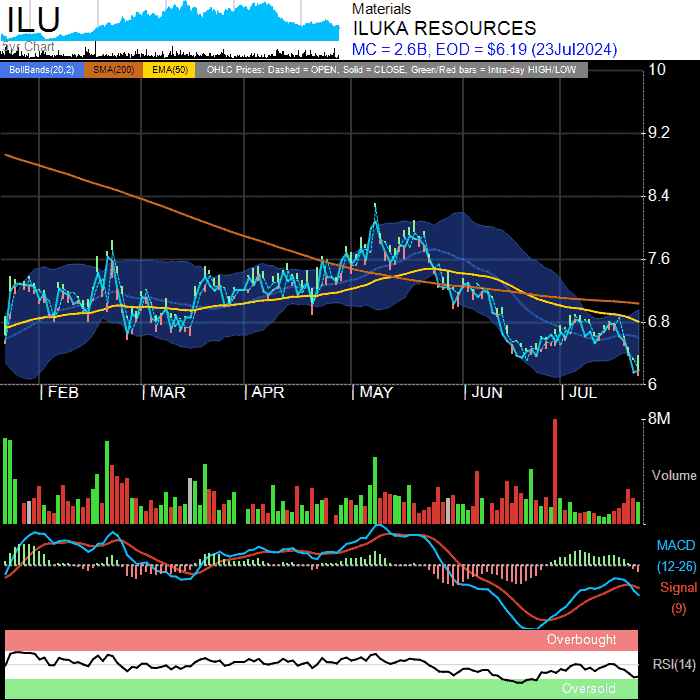 ILU
5yr Chart
Materials
ILUKA RESOURCES
MC = 2.6B, EOD = $6.19 (23Jul2024)
BollBands(20,2) SMA(200) EMA(50) OHLC Prices: Dashed = OPEN, Solid = CLOSE, Green/Red bars = Intra-day HIGH/LOW
10
9.2
8.4
7.6
6.8
6
| FEB | MAR | APR | MAY | JUN | JUL
8M
Volume
MACD
(12-26)
Signal
(9)
Overbought
RSI(14)
Oversold